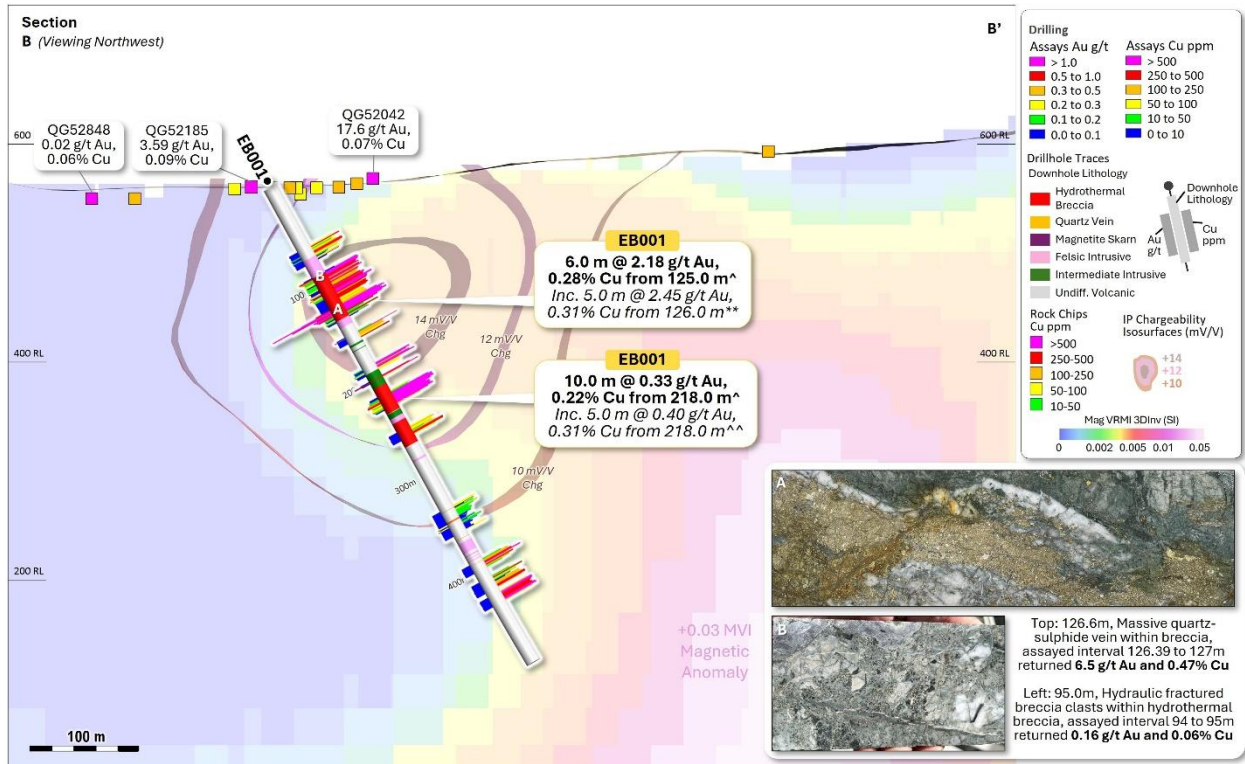 Section
B (Viewing Northwest)
B'
600
600 RL
QG52848
0.02 g/t Au,
0.06% Cu
QG52185
3.59 g/t Au,
0.09% Cu
EB001
QG52042
17.6 g/t Au,
0.07% Cu
B
100
A
14 mV/V
Chg
12 mV/V
Chg
EB001
6.0 m @ 2.18 g/t Au,
0.28% Cu from 125.0 m^
Inc. 5.0 m @ 2.45 g/t Au,
0.31% Cu from 126.0 m**
400 RL
400 RL
20
EB001
10.0 m @ 0.33 g/t Au,
0.22% Cu from 218.0 m^
Inc. 5.0 m @ 0.40 g/t Au,
0.31% Cu from 218.0 m^^
10 mV/V
Chg
300m
200 RL
400
+0.03 MVI
Magnetic
Anomaly
100 m
Drilling
Assays Au g/t
> 1.0
0.5 to 1.0
0.3 to 0.5
0.2 to 0.3
0.1 to 0.2
0.0 to 0.1
Assays Cu ppm
> 500
250 to 500
100 to 250
50 to 100
10 to 50
0 to 10
Drillhole Traces
Downhole Lithology
Hydrothermal
Breccia
Quartz Vein
Magnetite Skarn
Felsic Intrusive
Intermediate Intrusive
Undiff. Volcanic
Downhole
Lithology
Au
g/t
Cu
ppm
Rock Chips
Cu ppm
>500
250-500
100-250
50-100
10-50
IP Chargeability
Isosurfaces (mV/V)
+14
+12
+10
Mag VRMI 3DInv (SI)
0 0.002 0.005 0.01 0.05
A
B
Top: 126.6m, Massive quartz-
sulphide vein within breccia,
assayed interval 126.39 to 127m
returned 6.5 g/t Au and 0.47% Cu
Left: 95.0m, Hydraulic fractured
breccia clasts within hydrothermal
breccia, assayed interval 94 to 95m
returned 0.16 g/t Au and 0.06% Cu